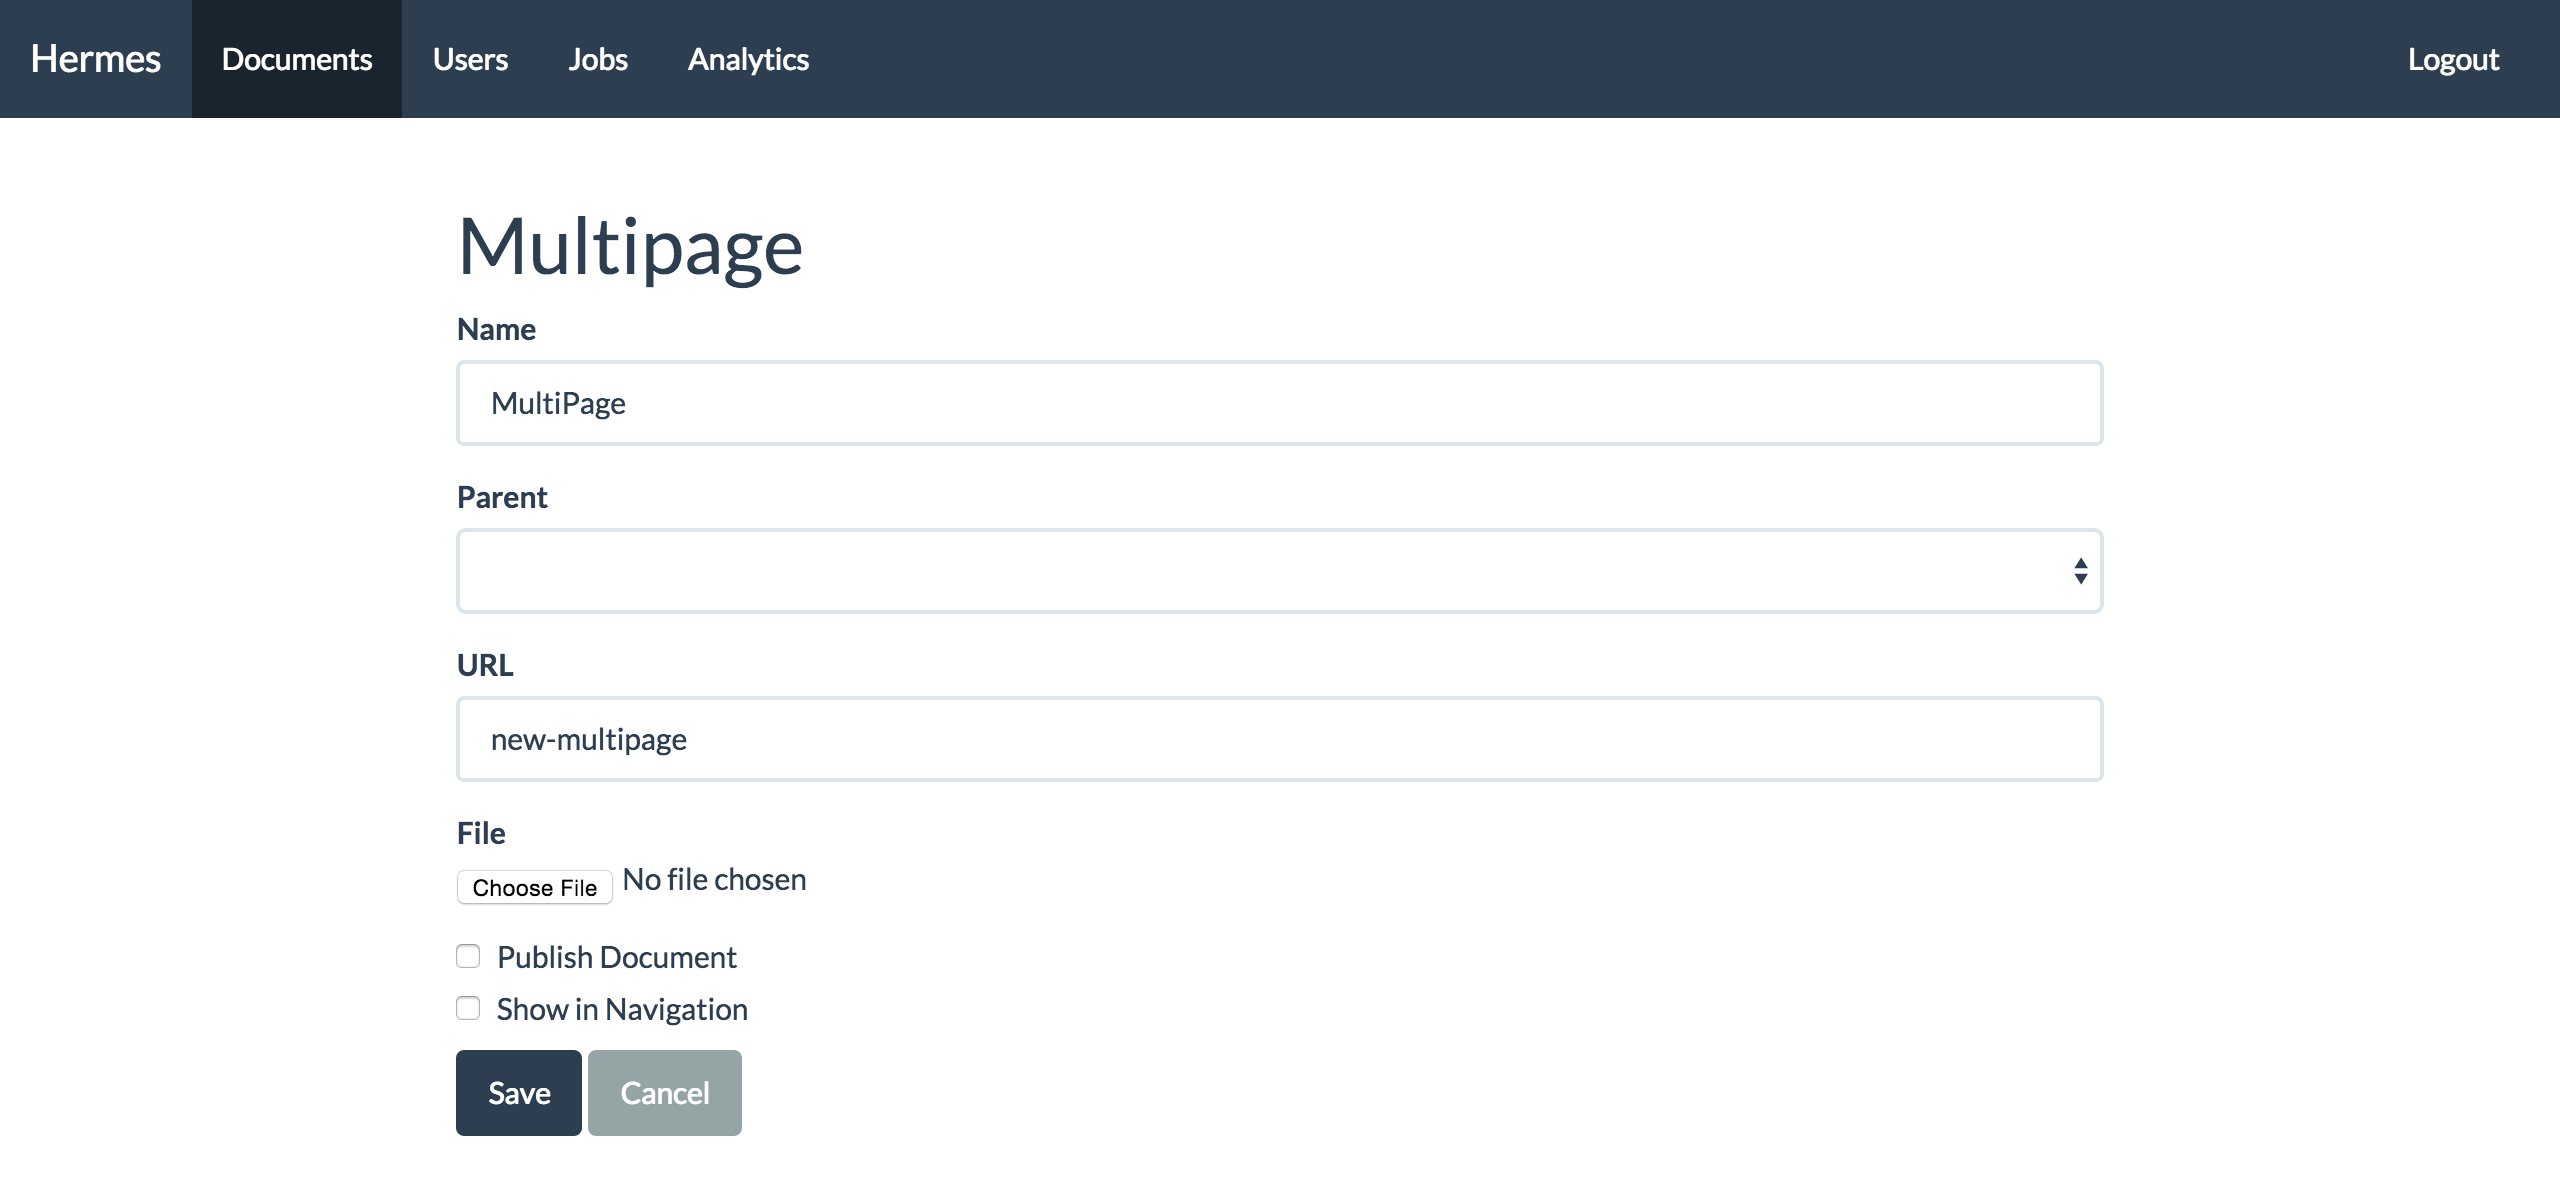 Hermes Documents Users Jobs Analytics Logout
Multipage
Name
MultiPage
Parent
URL
new-multipage
File
Choose File No file chosen
Publish Document
Show in Navigation
Save Cancel